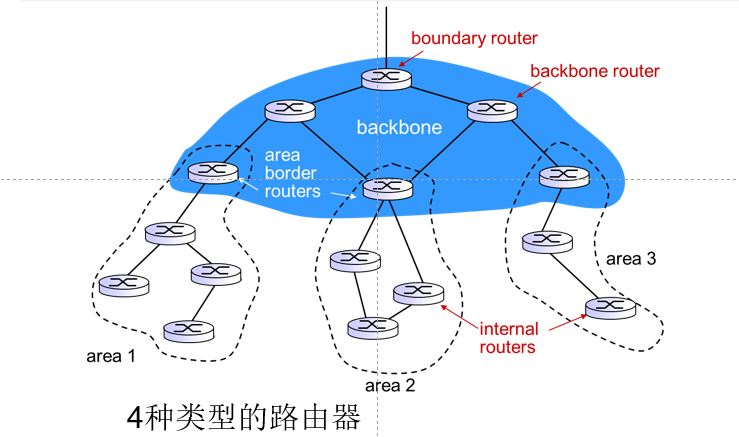 boundary router
backbone router
backbone
area
border
routers
area 3
internal
routers
area 1
area 2
4种类型的路由器